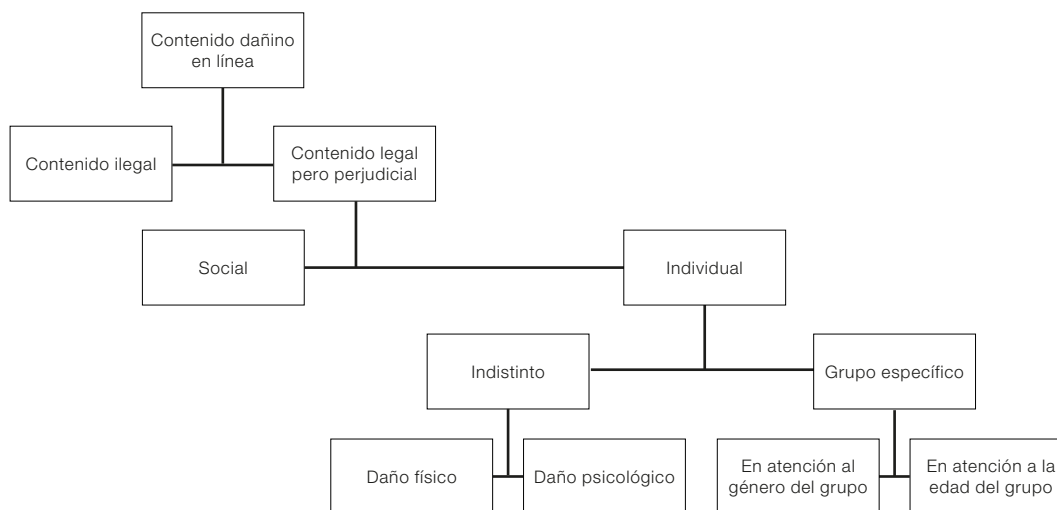 Contenido dañino
en línea
Contenido ilegal
Contenido legal
pero perjudicial
Social
Individual
Indistinto
Grupo específico
Daño físico
Daño psicológico
En atención al
género del grupo
En atención a la
edad del grupo